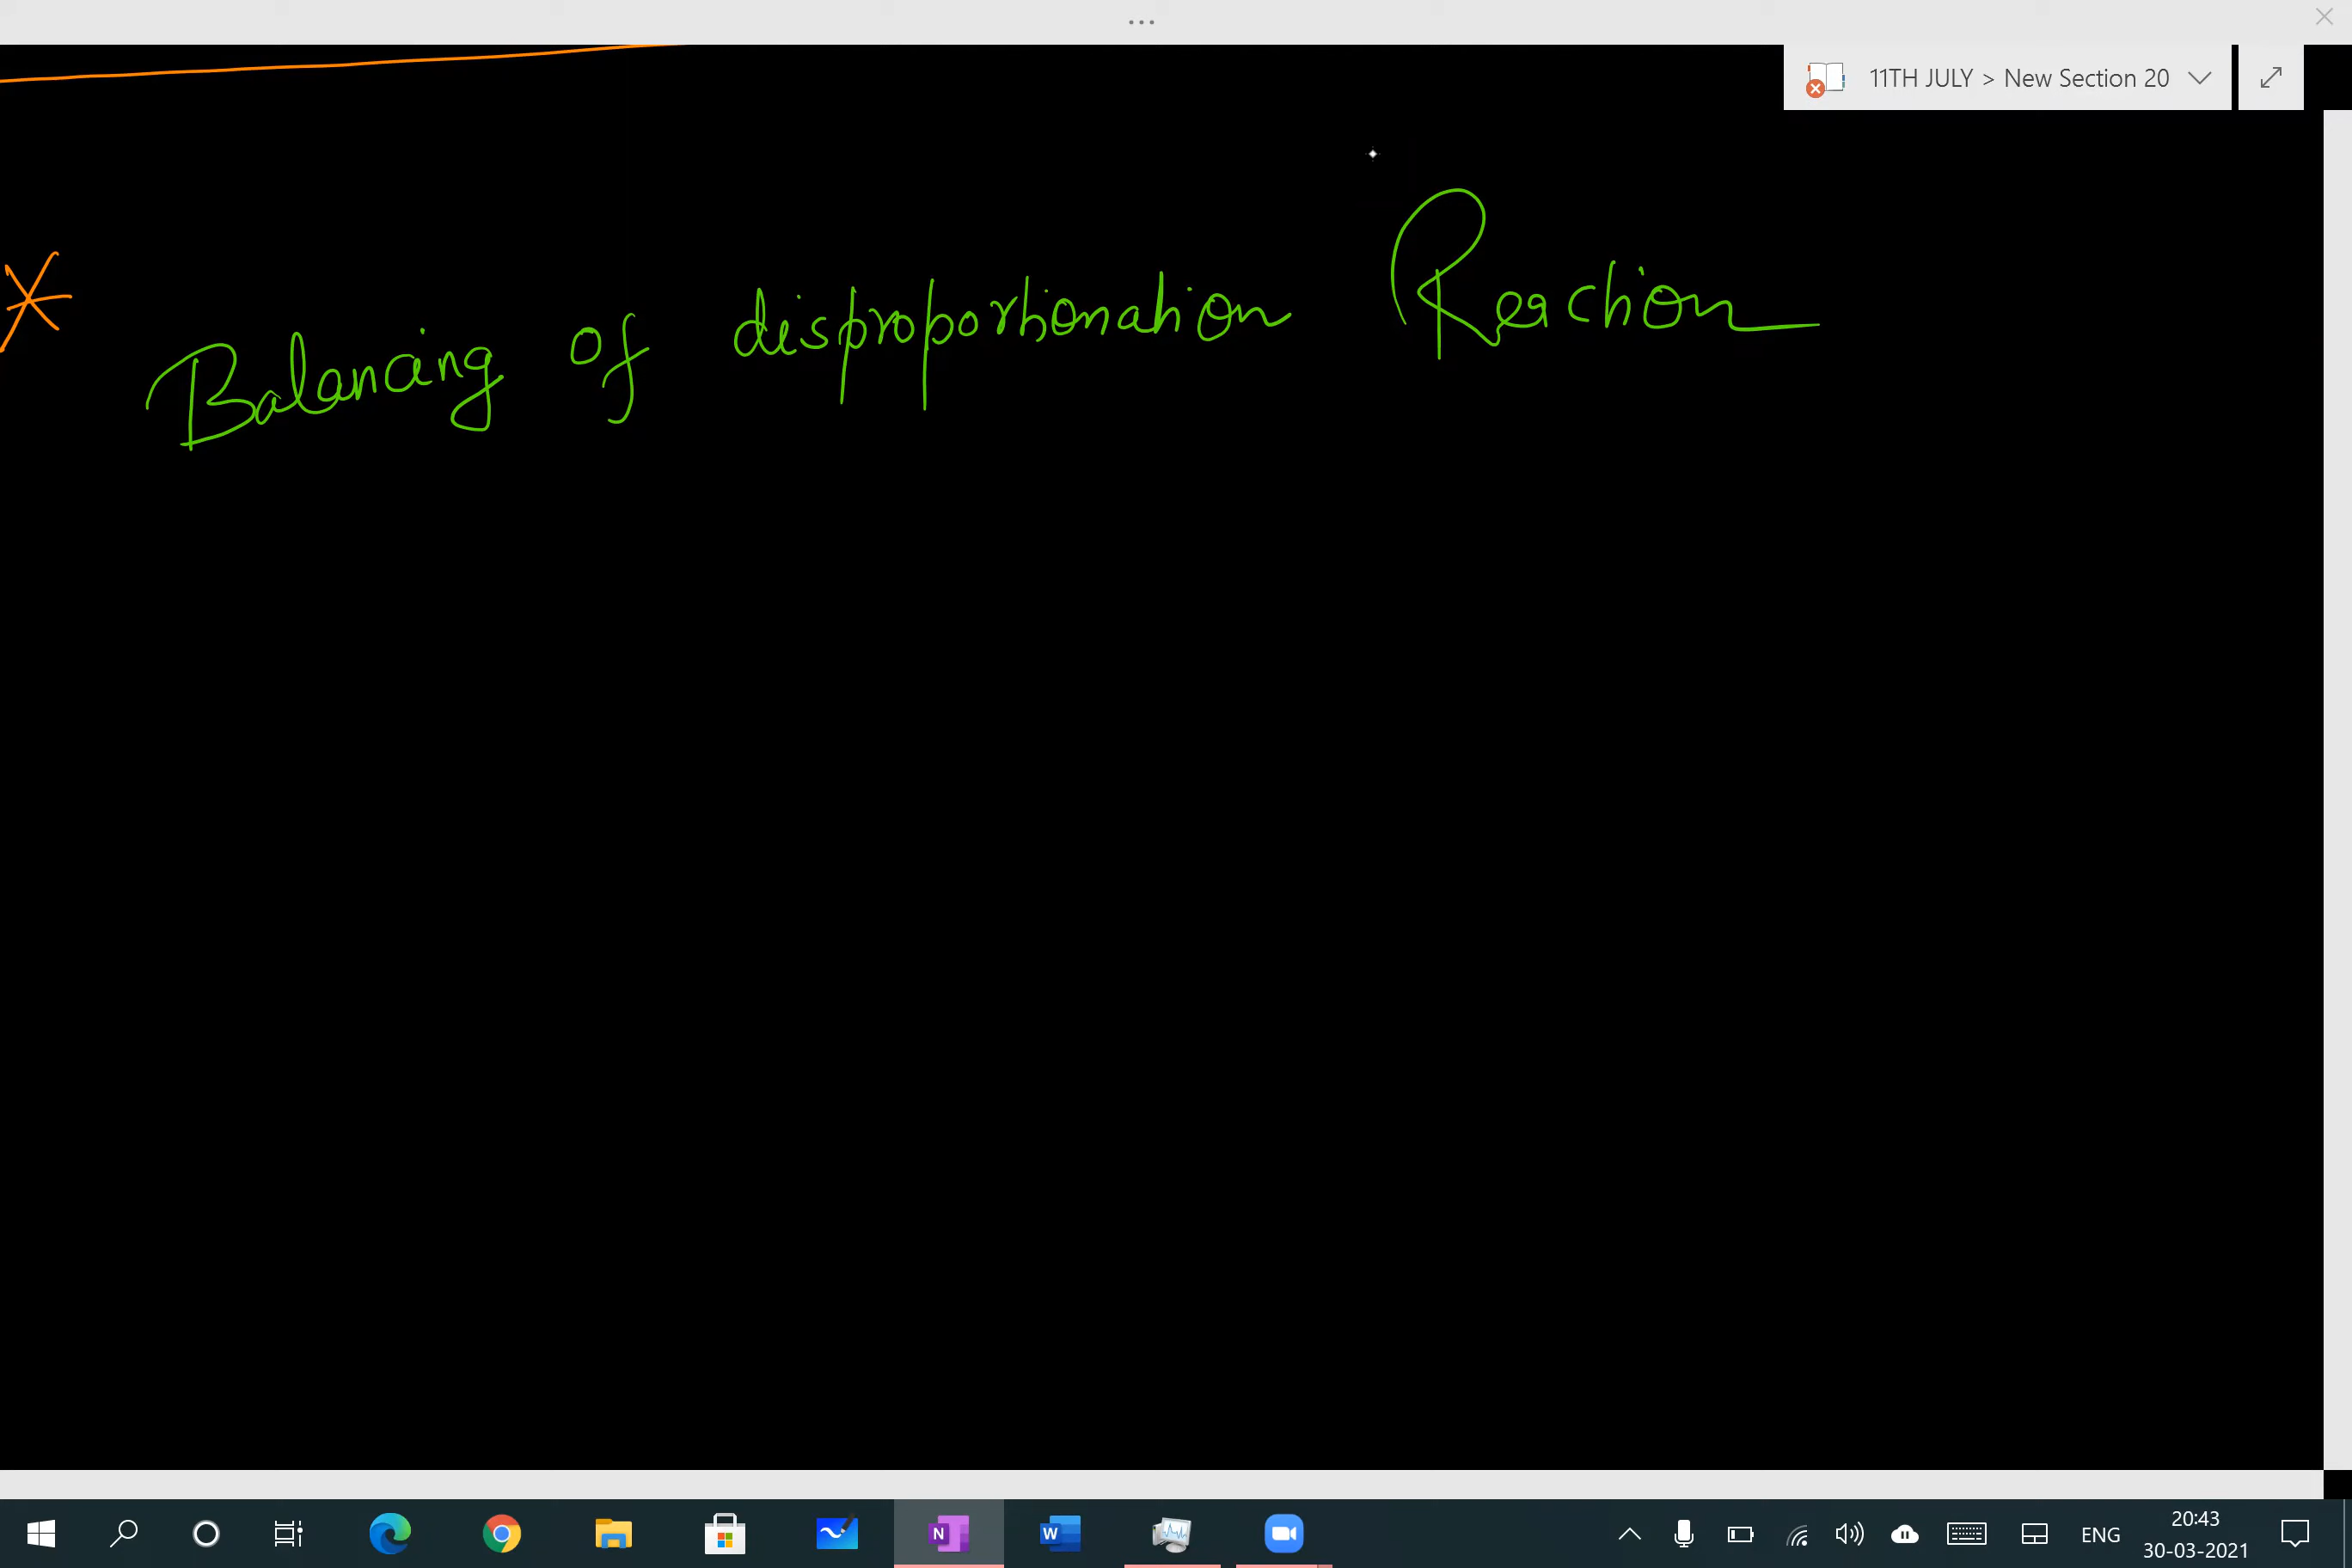 11TH JULY > New Section 20
Balancing of disproportionation Reaction
N
W
ENG
20:43
30-03-2021